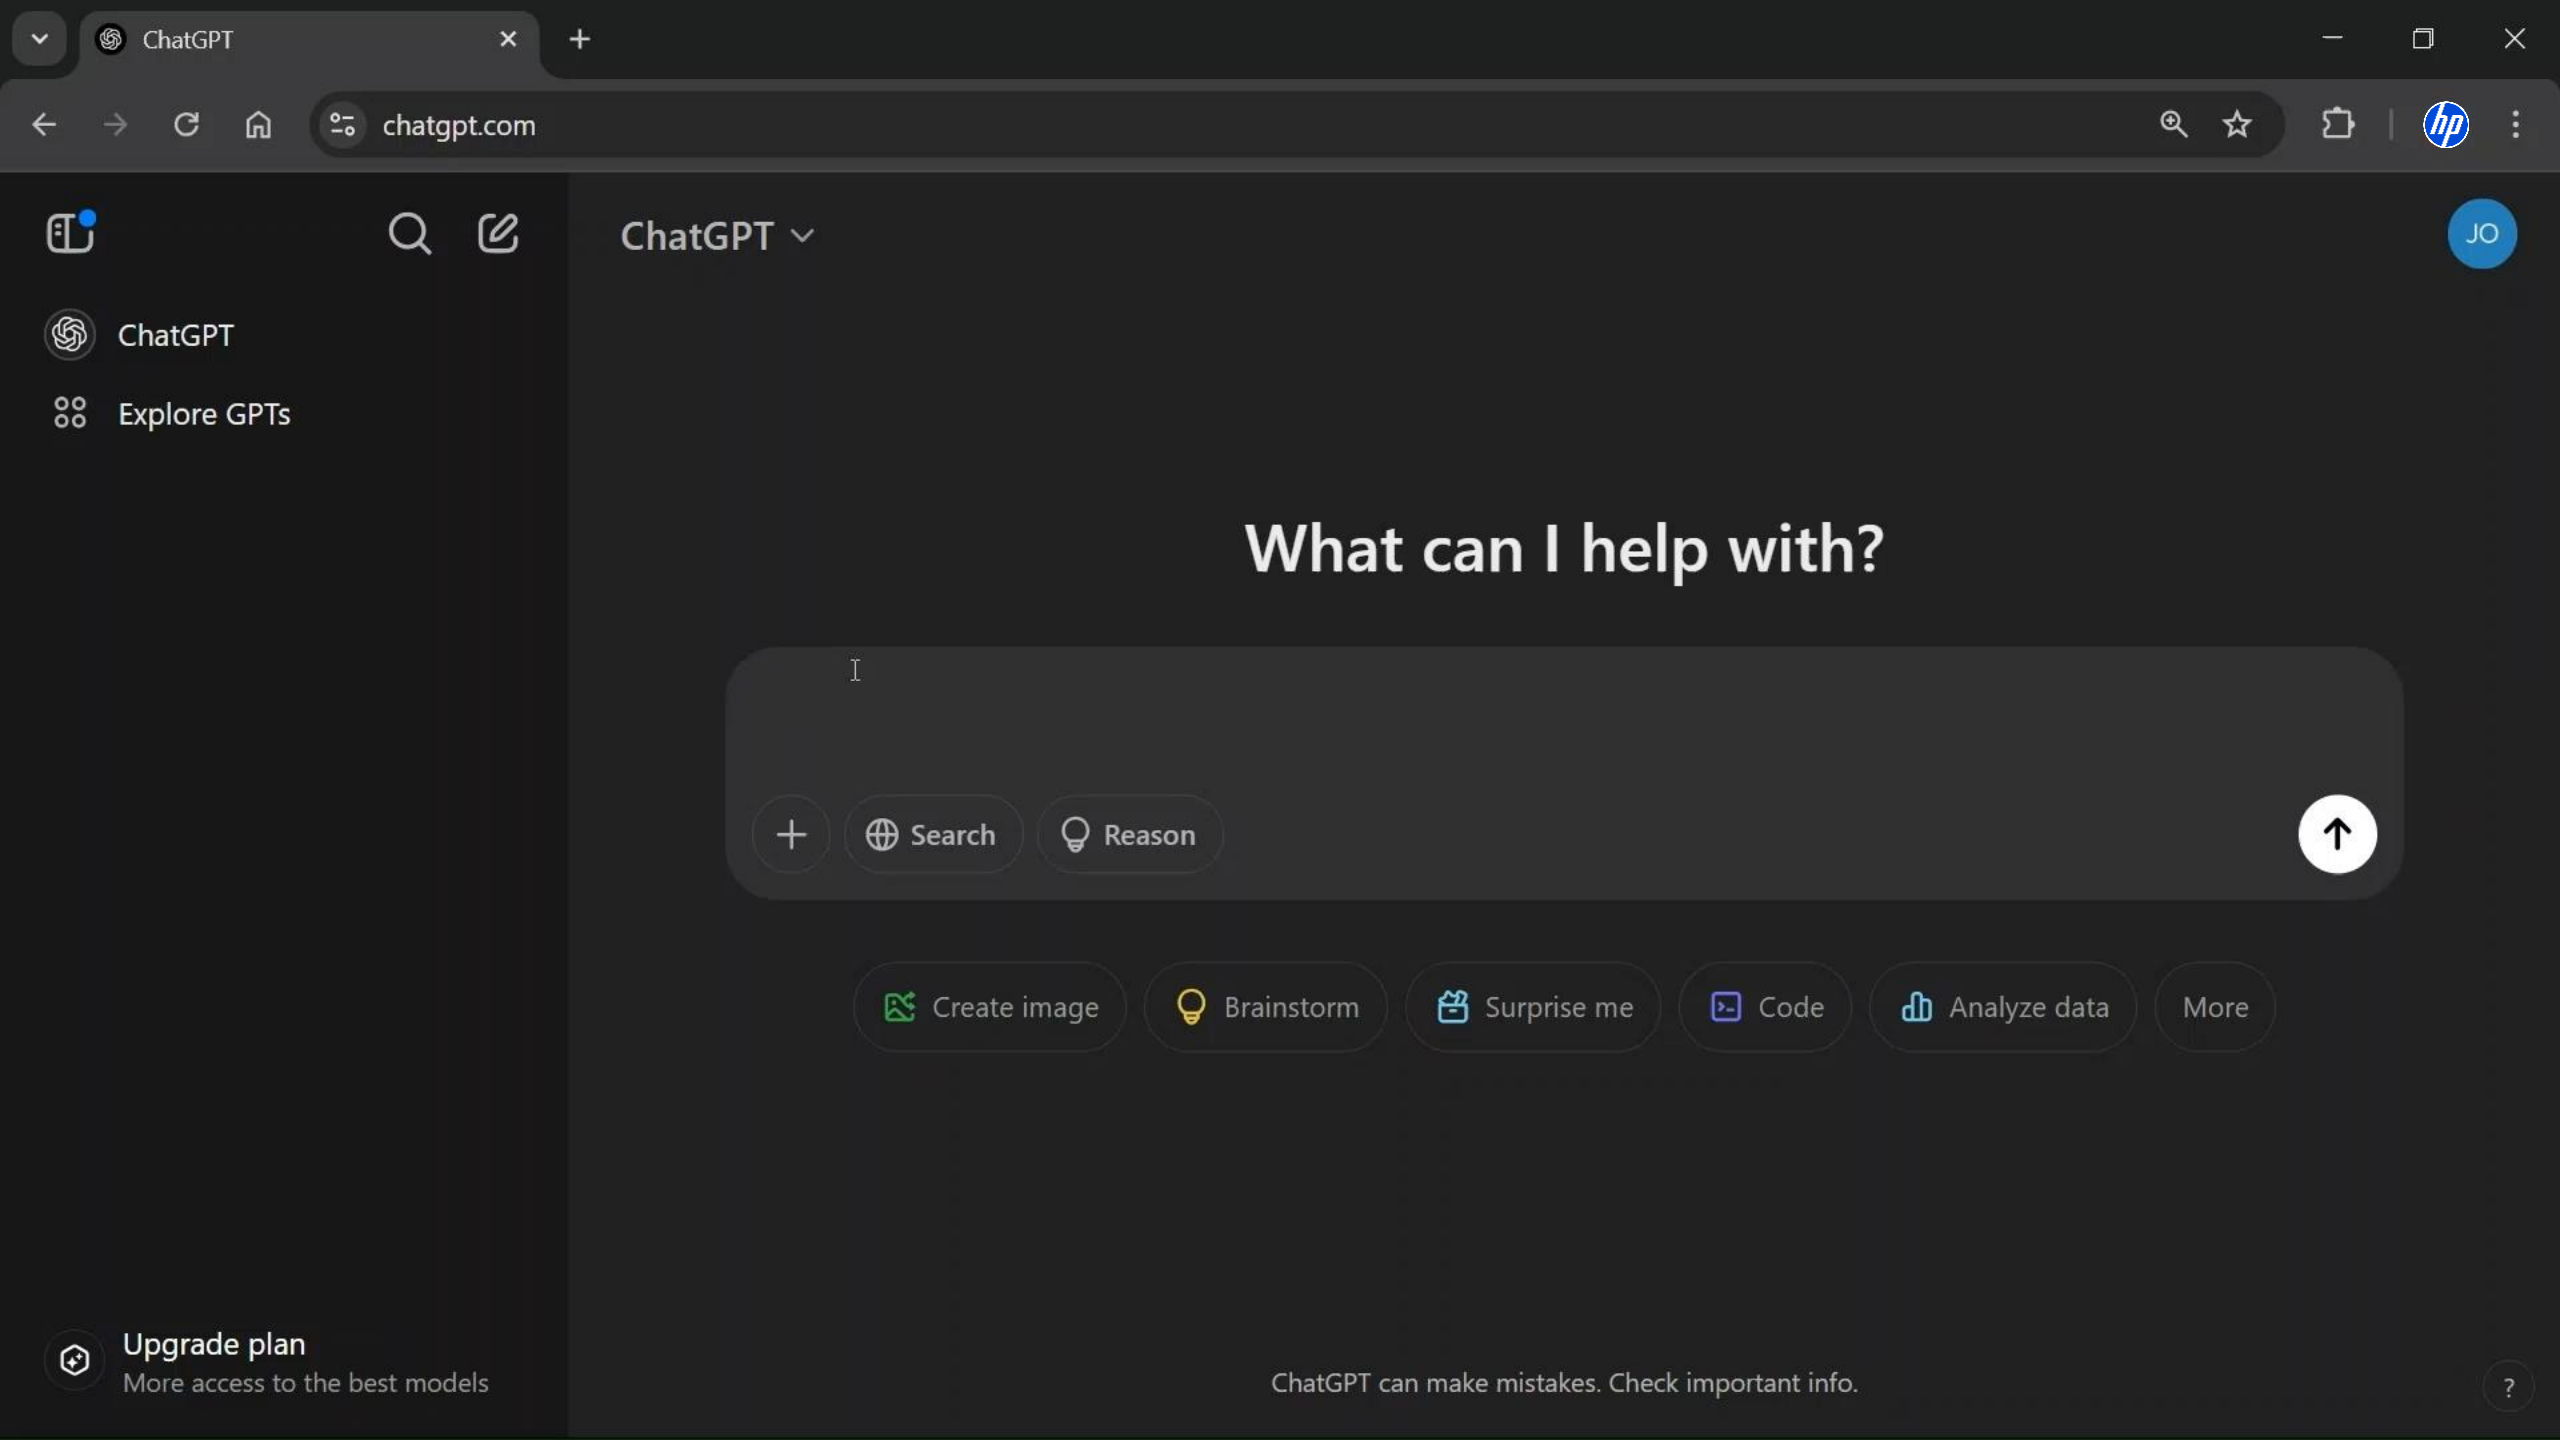 ChatGPT
chatgpt.com
hp
ChatGPT
JO
ChatGPT
Explore GPTs
What can I help with?
Search
Reason
Create image
Brainstorm
Surprise me
Code
Analyze data
More
Upgrade plan
More access to the best models
ChatGPT can make mistakes. Check important info.
?